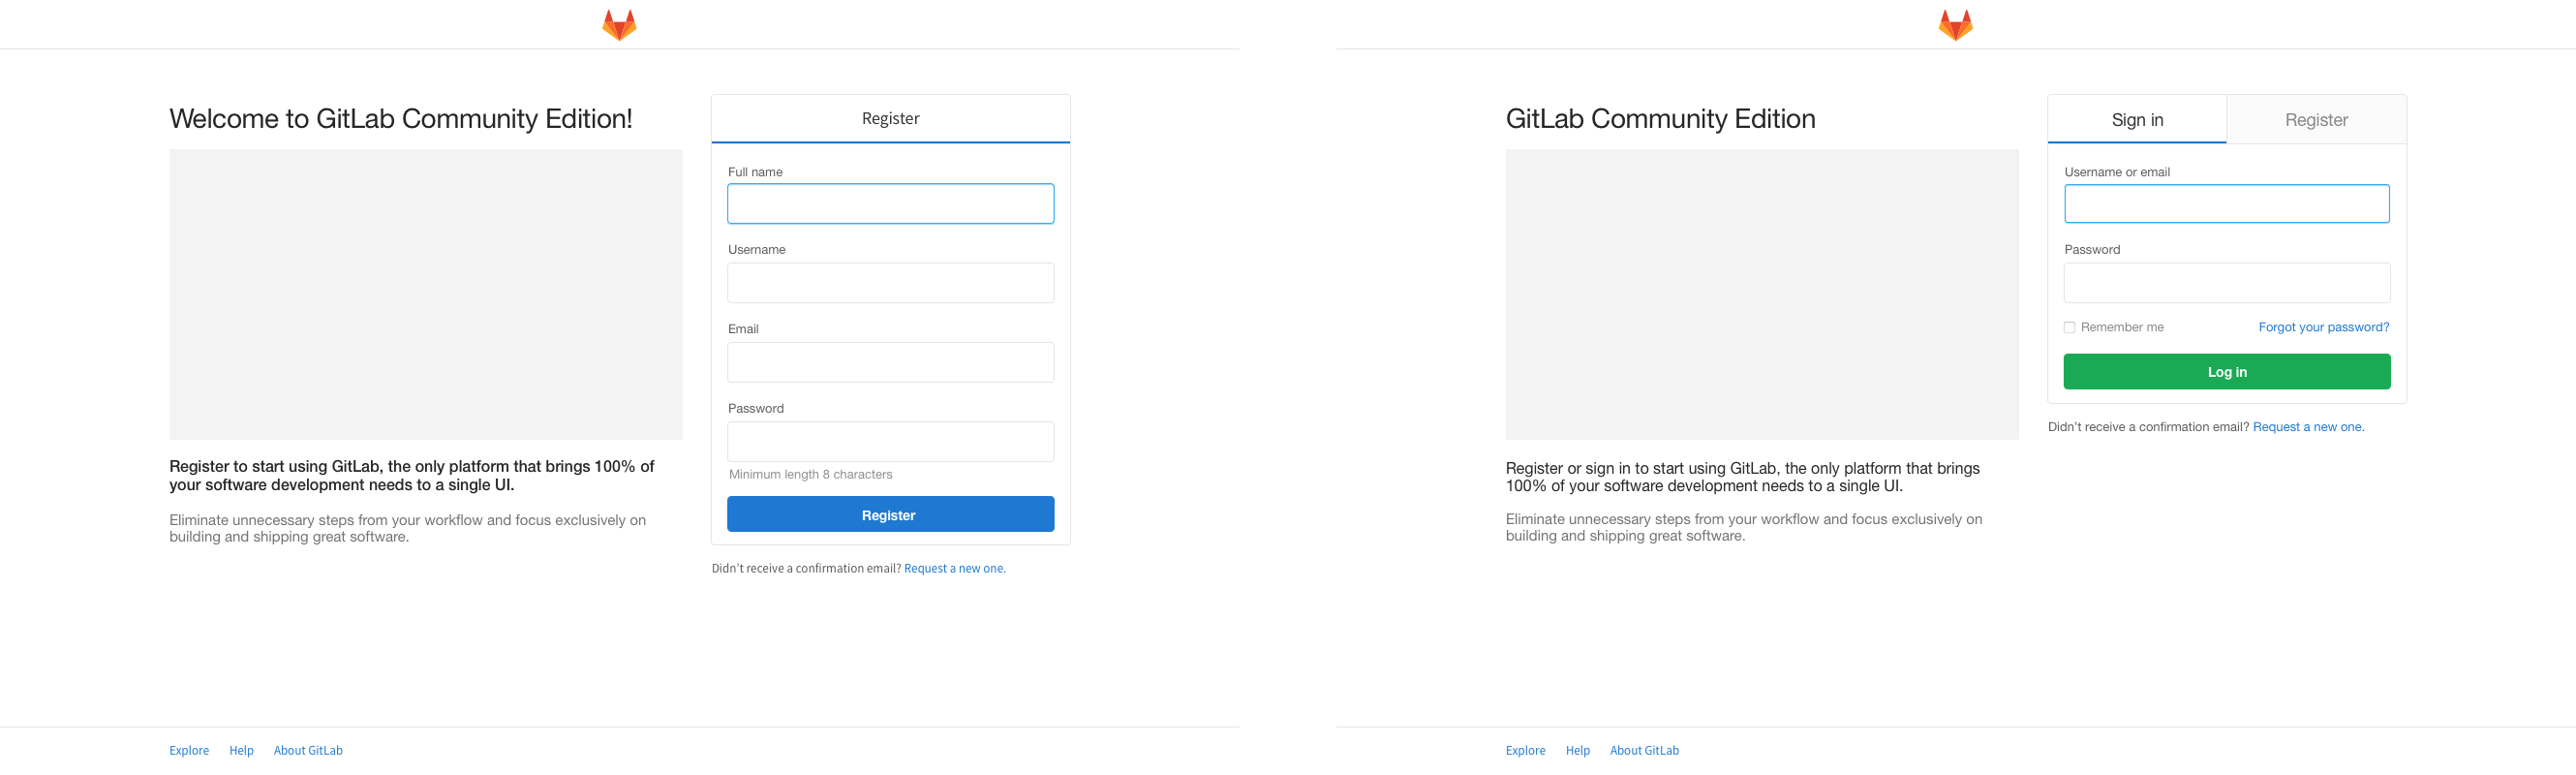 Welcome to GitLab Community Edition!
Register to start using GitLab, the only platform that brings 100% of
your software development needs to a single UI.
Eliminate unnecessary steps from your workflow and focus exclusively on
building and shipping great software.
Register
Full name
Username
Email
Password
Minimum length 8 characters
Register
Didn't receive a confirmation email? Request a new one.
Explore Help About GitLab
GitLab Community Edition
Register or sign in to start using GitLab, the only platform that brings
100% of your software development needs to a single UI.
Eliminate unnecessary steps from your workflow and focus exclusively on
building and shipping great software.
Sign in Register
Username or email
Password
Remember me Forgot your password?
Log in
Didn't receive a confirmation email? Request a new one.
Explore Help About GitLab